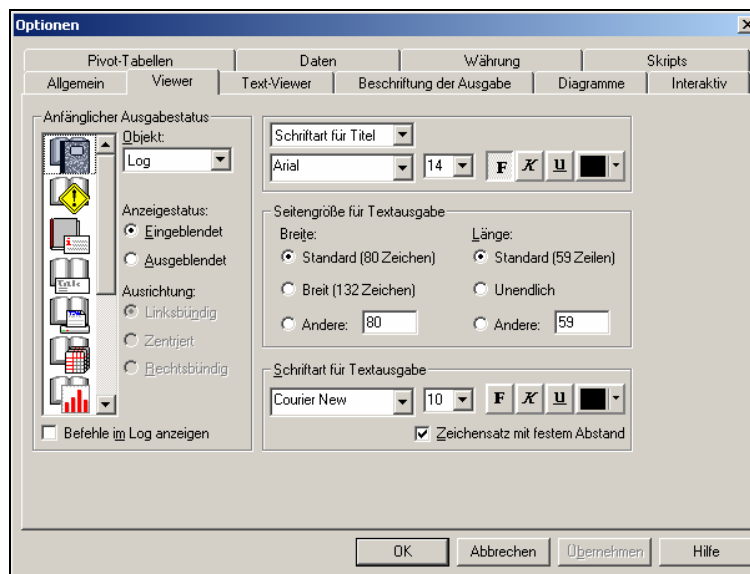 Optionen
Pivot-Tabellen Daten Währung Skripts
Allgemein Viewer Text-Viewer Beschriftung der Ausgabe Diagramme Interaktiv
Anfänglicher Ausgabestatus
Objekt:
Log
Anzeigestatus:
Eingeblendet
Ausgeblendet
Ausrichtung:
Linksbündig
Zentriert
Rechtsbündig
Befehle im Log anzeigen
Schriftart für Titel
Arial 14 F K U
Seitengröße für Textausgabe
Breite: Länge:
Standard (80 Zeichen) Standard (59 Zeilen)
Breit (132 Zeichen) Unendlich
Andere: 80 Andere: 59
Schriftart für Textausgabe
Courier New 10 F K U
Zeichensatz mit festem Abstand
OK Abbrechen Übernehmen Hilfe